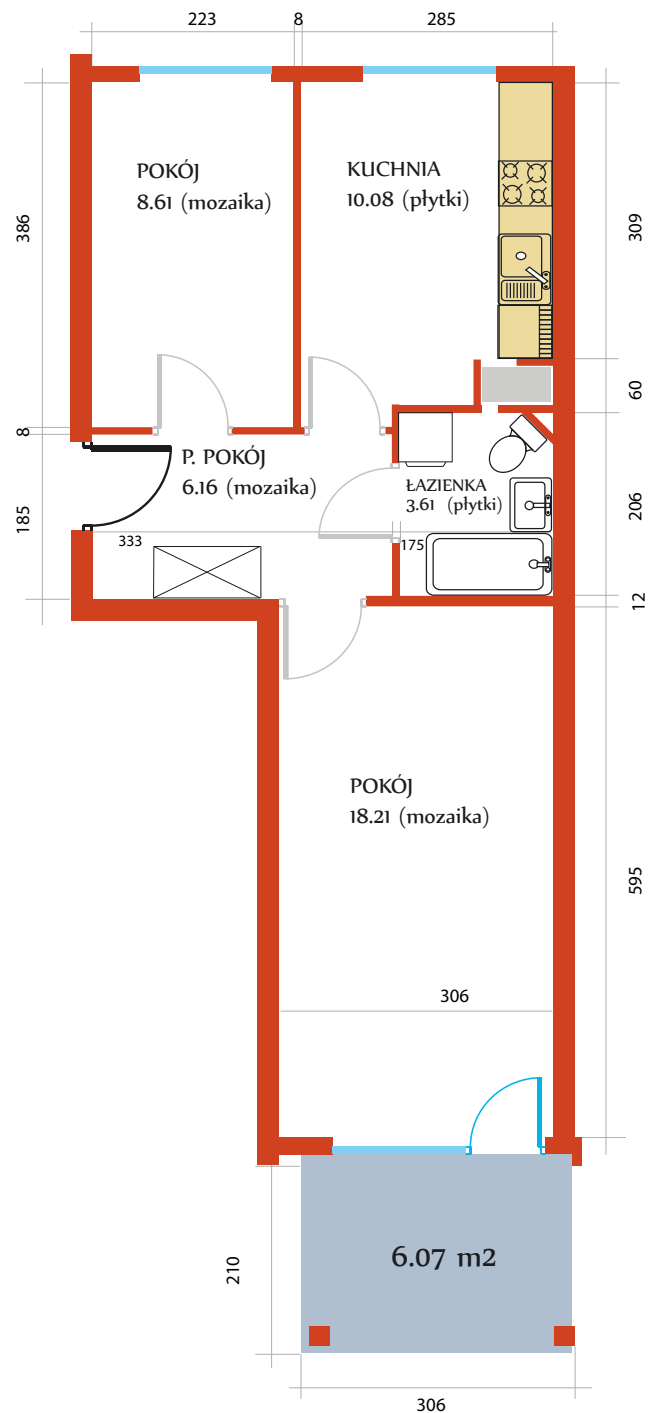 223 8 285
POKÓJ
8.61 (mozaika)
KUCHNIA
10.08 (płytki)
386
309
60
8
P. POKÓJ
6.16 (mozaika)
ŁAZIENKA
3.61 (płytki)
185
206
333
175
12
POKÓJ
18.21 (mozaika)
595
306
6.07 m2
210
306